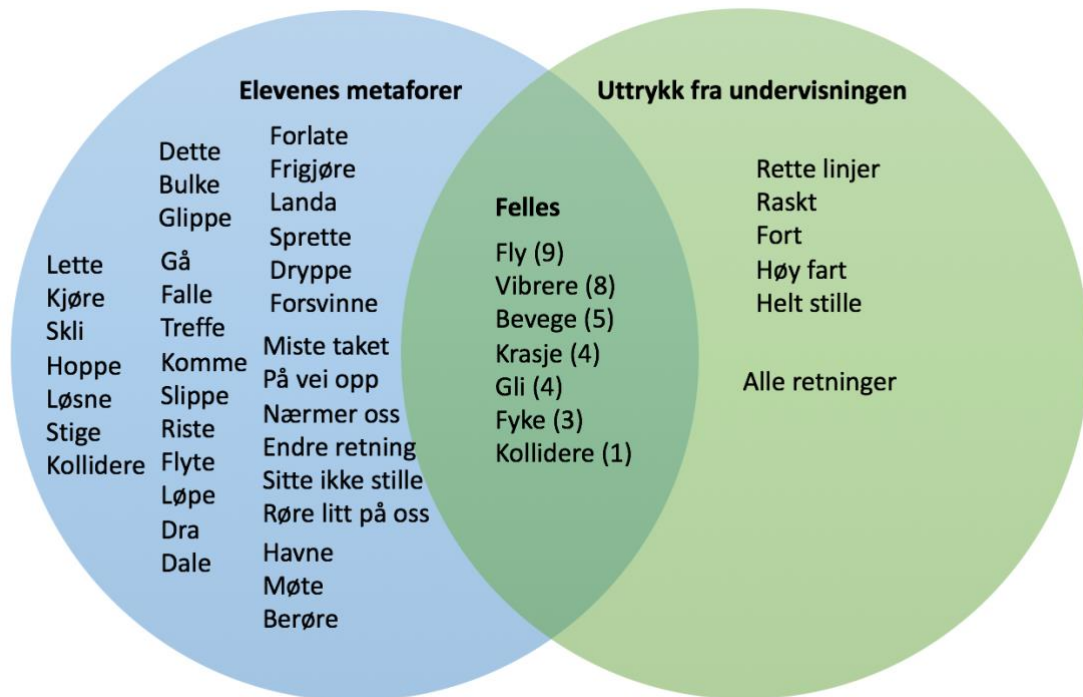 Elevenes metaforer
Lette
Kjøre
Skli
Hoppe
Løsne
Stige
Kollidere
Dette
Bulke
Glippe
Gå
Falle
Treffe
Komme
Slippe
Riste
Flyte
Løpe
Dra
Dale
Forlate
Frigjøre
Landa
Sprette
Dryppe
Forsvinne
Miste taket
På vei opp
Nærmer oss
Endre retning
Sitte ikke stille
Røre litt på oss
Havne
Møte
Berøre
Felles
Fly (9)
Vibrere (8)
Bevege (5)
Krasje (4)
Gli (4)
Fyke (3)
Kollidere (1)
Uttrykk fra undervisningen
Rette linjer
Raskt
Fort
Høy fart
Helt stille
Alle retninger